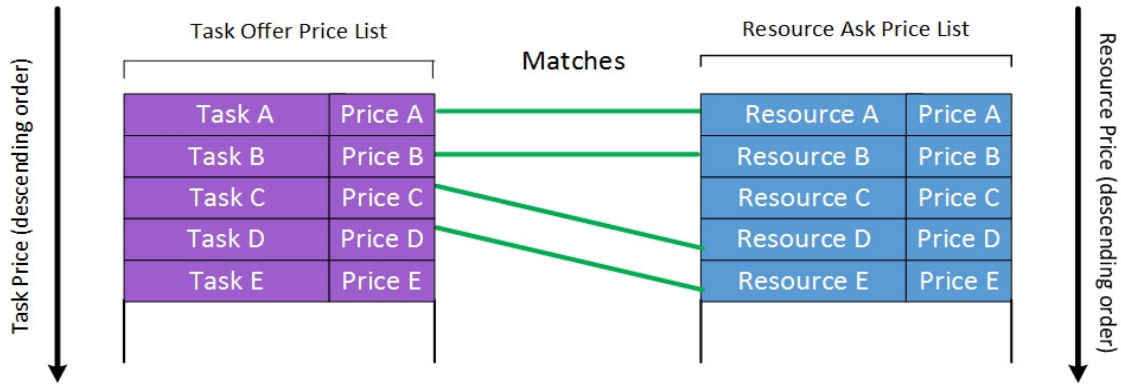 Task Price (descending order)
Task Offer Price List
Matches
Resource Ask Price List
Task A Price A
Task B Price B
Task C Price C
Task D Price D
Task E Price E
Resource A Price A
Resource B Price B
Resource C Price C
Resource D Price D
Resource E Price E
Resource Price (descending order)